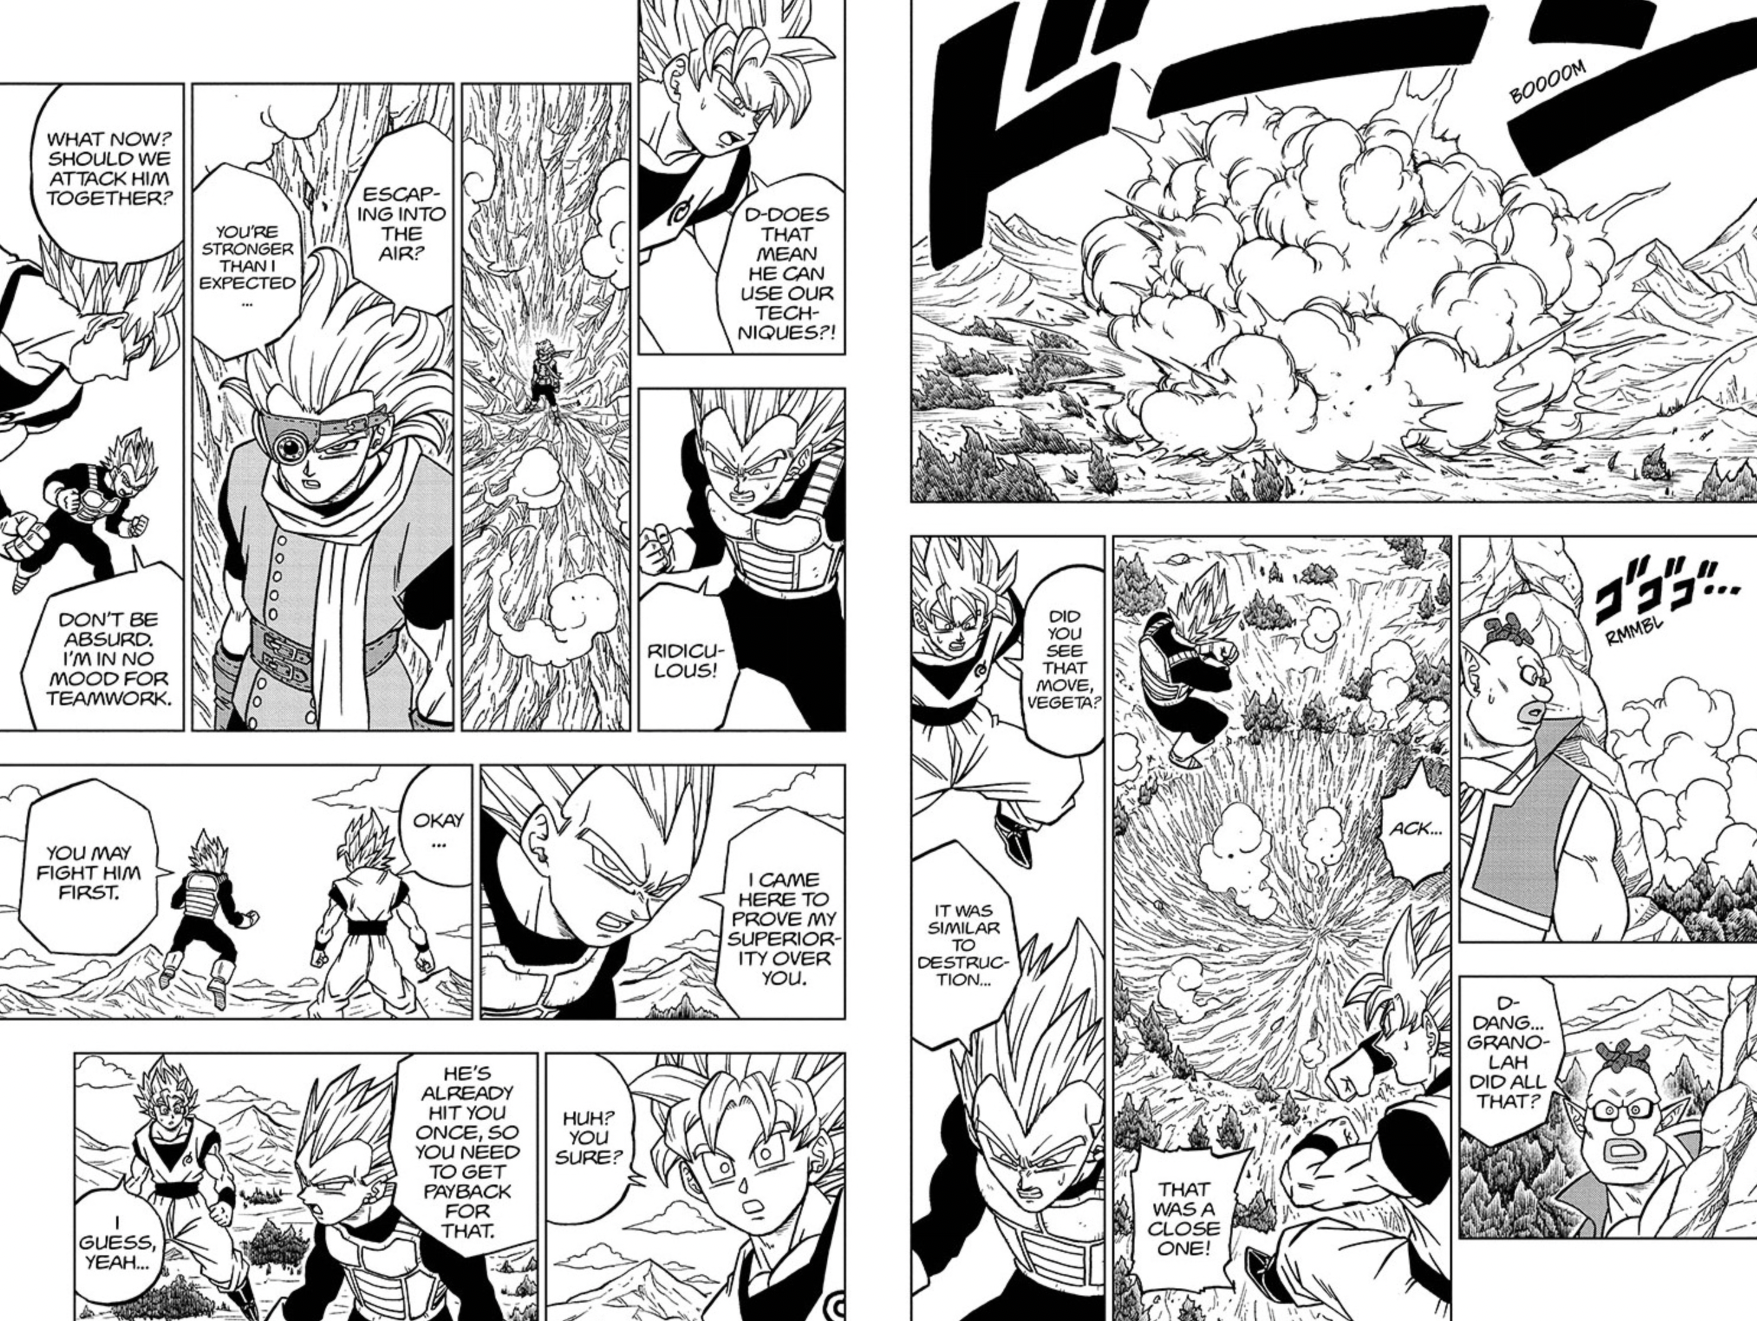 ドーン
BOOOOM
ゴゴゴ...
RMMBL
D-
DANG...
GRANO-
LAH
DID ALL
THAT?
ACK...
THAT
WAS A
CLOSE
ONE!
DID
YOU
SEE
THAT
MOVE,
VEGETA?
IT WAS
SIMILAR
TO
DESTRUC-
TION...
D-DOES
THAT
MEAN
HE CAN
USE OUR
TECH-
NIQUES?!
RIDICU-
LOUS!
ESCAP-
ING INTO
THE
AIR?
YOU'RE
STRONGER
THAN I
EXPECTED
...
WHAT NOW?
SHOULD WE
ATTACK HIM
TOGETHER?
DON'T BE
ABSURD.
I'M IN NO
MOOD FOR
TEAMWORK.
I CAME
HERE TO
PROVE MY
SUPERIOR-
ITY OVER
YOU.
OKAY
...
YOU MAY
FIGHT HIM
FIRST.
HUH?
YOU
SURE?
HE'S
ALREADY
HIT YOU
ONCE, SO
YOU NEED
TO GET
PAYBACK
FOR
THAT.
I
GUESS,
YEAH...